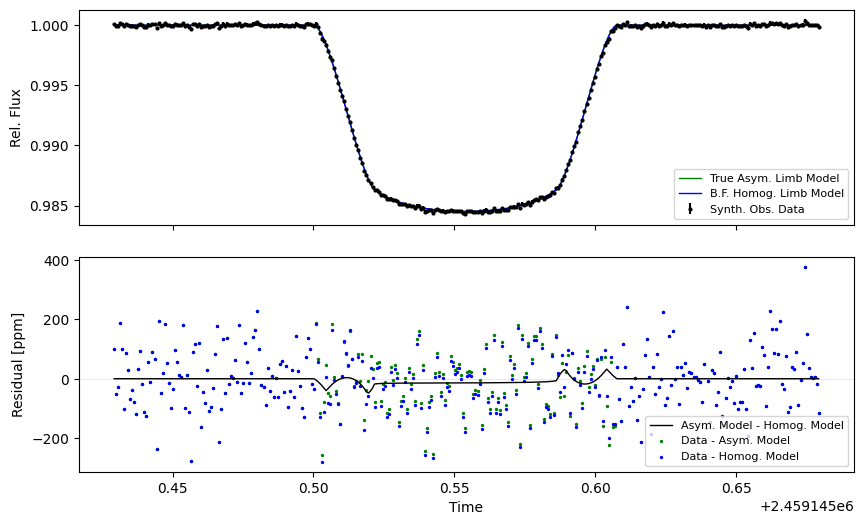 1.000
0.995
0.990
0.985
Rel. Flux
True Asym. Limb Model
B.F. Homog. Limb Model
Synth. Obs. Data
400
200
0
−200
Residual [ppm]
Asym. Model - Homog. Model
Data - Asym. Model
Data - Homog. Model
0.45 0.50 0.55 0.60 0.65
Time
+2.459145e6